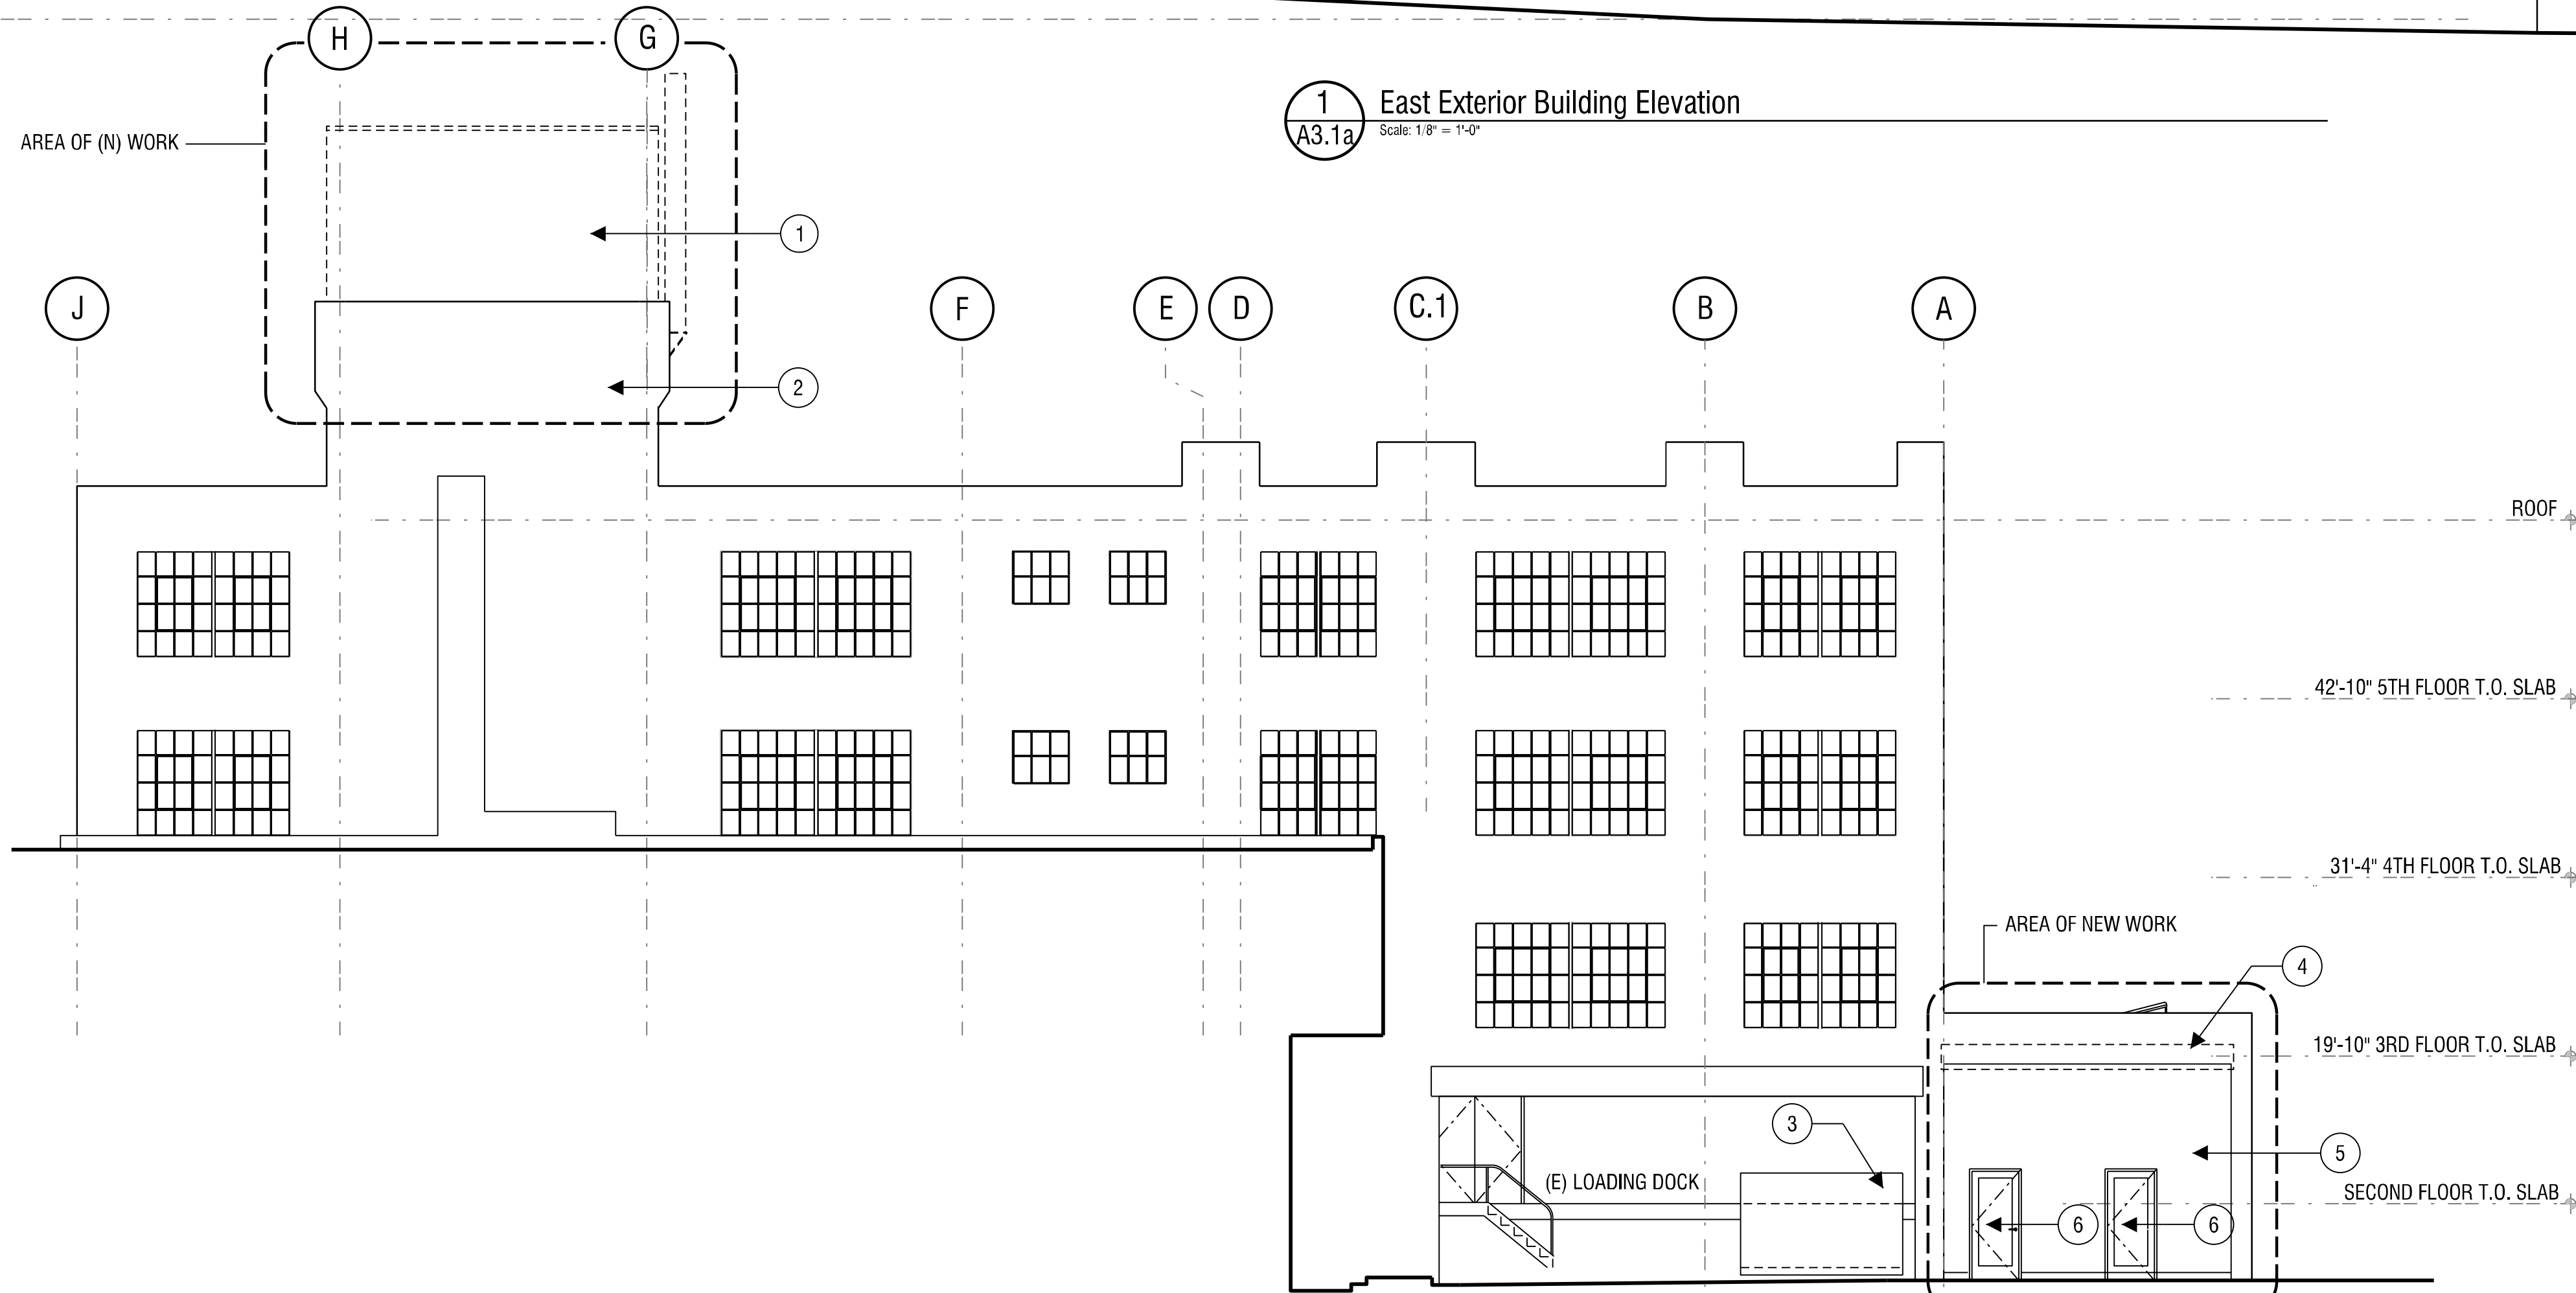 H
G
1
East Exterior Building Elevation
A3.1a
Scale: 1/8" = 1'-0"
AREA OF (N) WORK
1
J
F
E
D
C.1
B
A
2
ROOF
42'-10" 5TH FLOOR T.O. SLAB
31'-4" 4TH FLOOR T.O. SLAB
AREA OF NEW WORK
4
19'-10" 3RD FLOOR T.O. SLAB
3
5
(E) LOADING DOCK
SECOND FLOOR T.O. SLAB
6
6